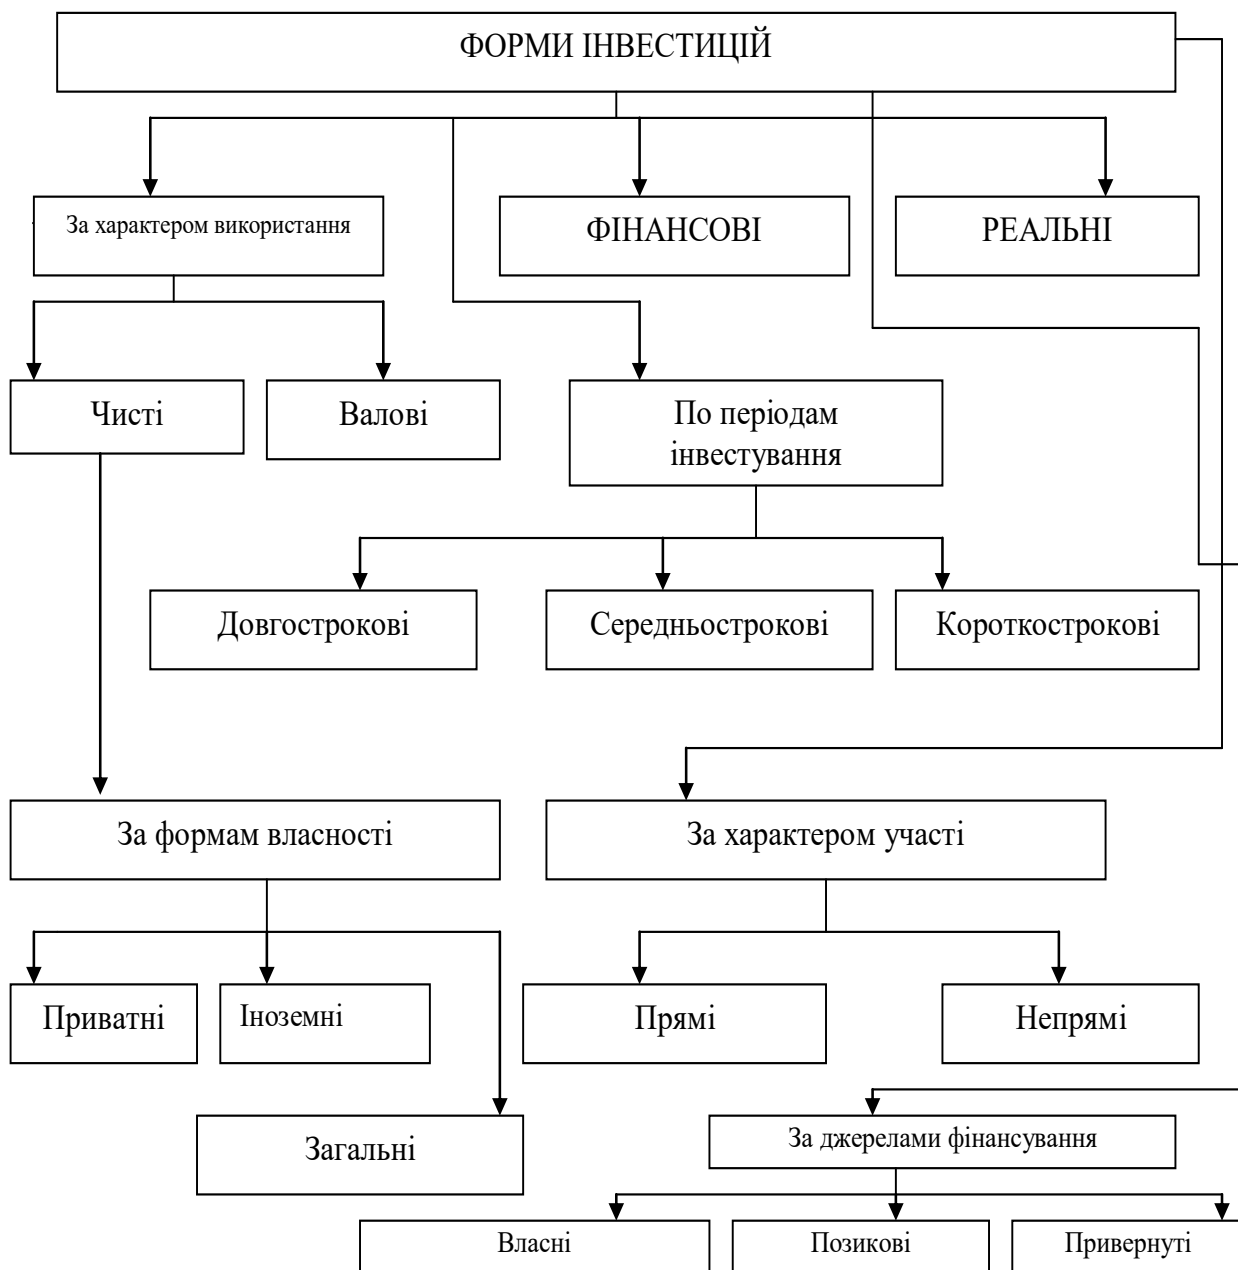 ФОРМИ ІНВЕСТИЦІЙ
За характером використання
ФІНАНСОВІ
РЕАЛЬНІ
Чисті
Валові
По періодам
інвестування
Довгострокові
Середньострокові
Короткострокові
За формам власності
За характером участі
Приватні
Іноземні
Прямі
Непрямі
Загальні
За джерелами фінансування
Власні
Позикові
Привернуті